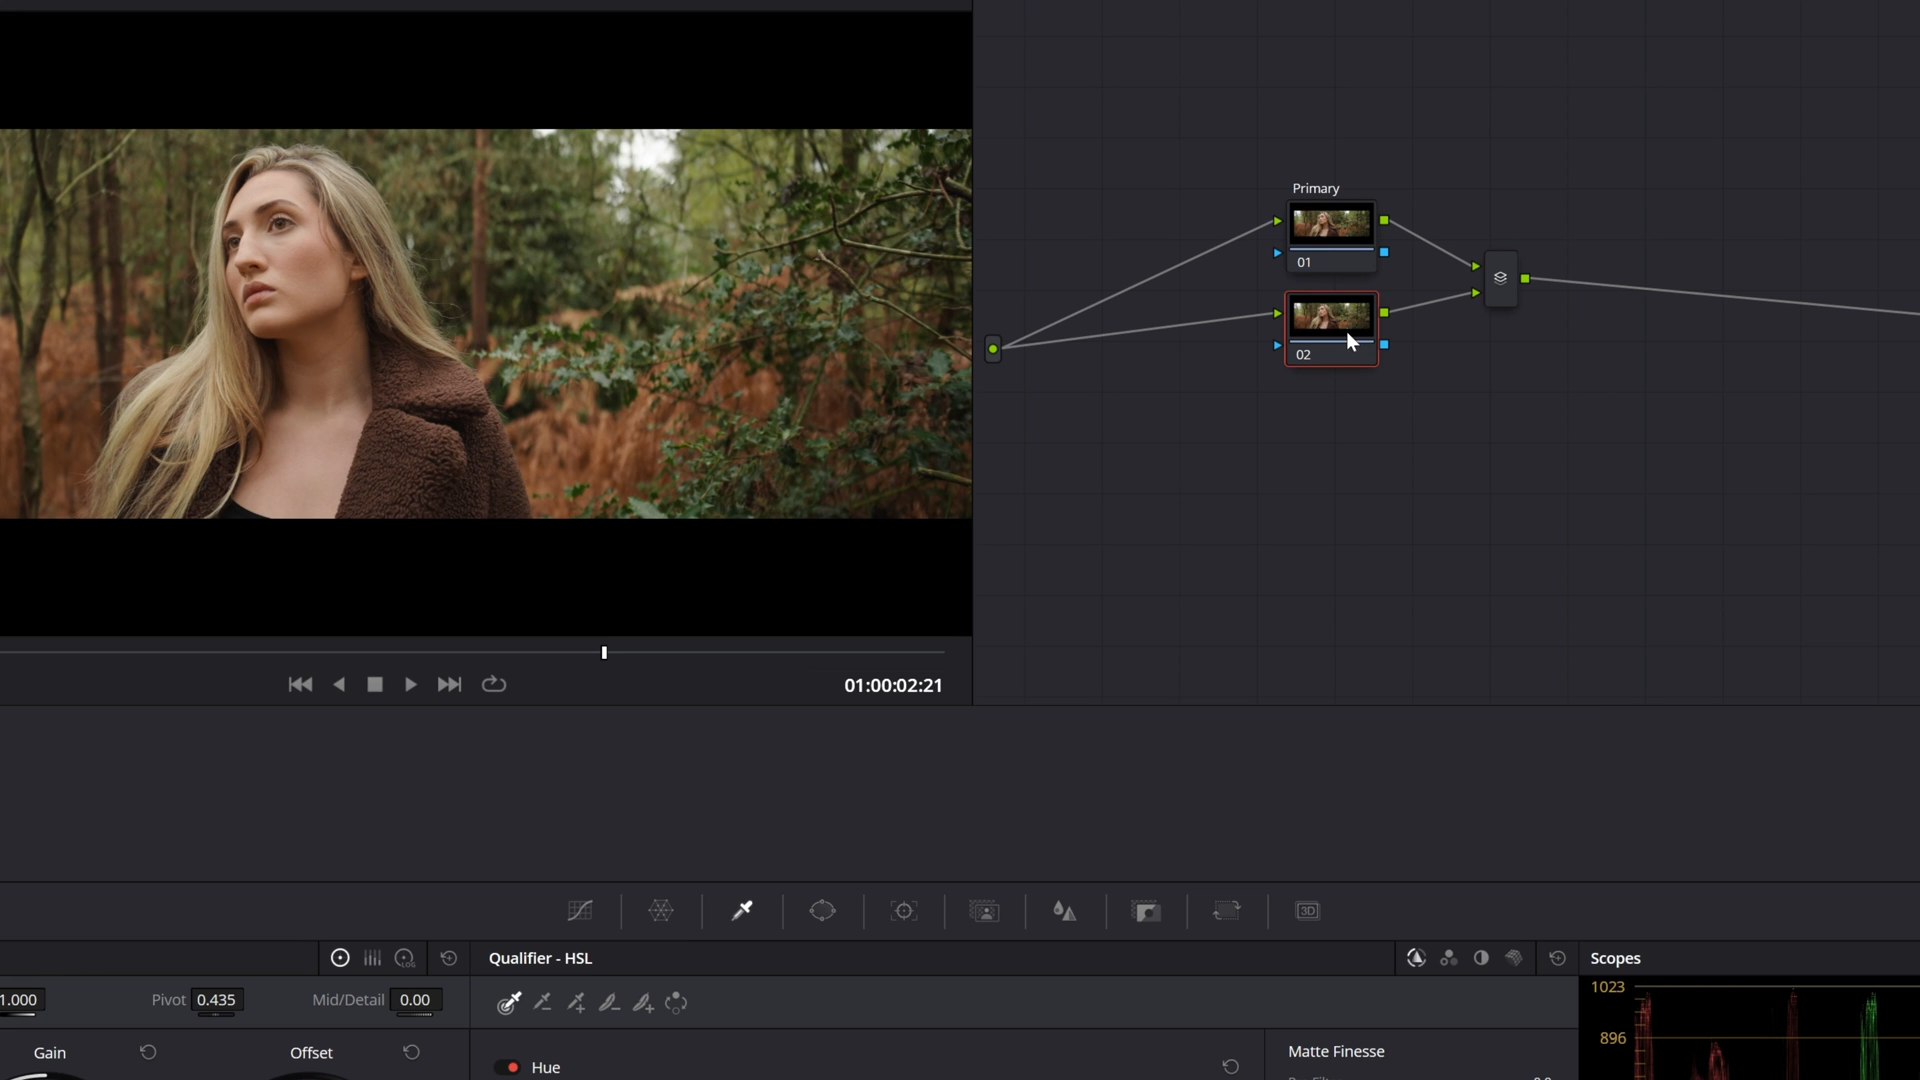 Primary
01
02
01:00:02:21
3D
LOG
Qualifier - HSL
Scopes
1.000
Pivot 0.435
Mid/Detail 0.00
1023
896
Gain
Offset
Hue
Matte Finesse